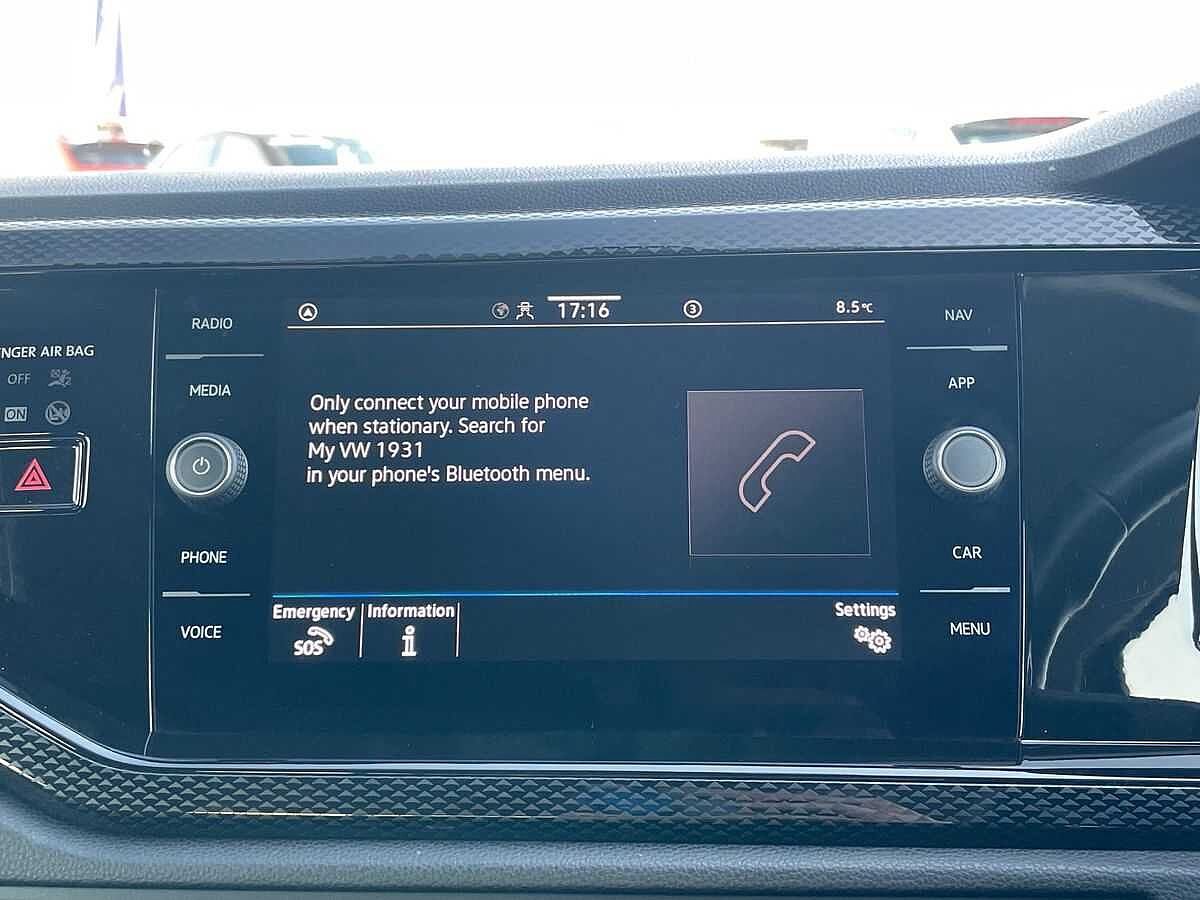 17:16
3
8.5°C
RADIO
NAV
NGER AIR BAG
MEDIA
APP
OFF
2
ON
Only connect your mobile phone
when stationary. Search for
My VW 1931
in your phone's Bluetooth menu.
PHONE
CAR
VOICE
MENU
Emergency
Information
Settings
SOS
i